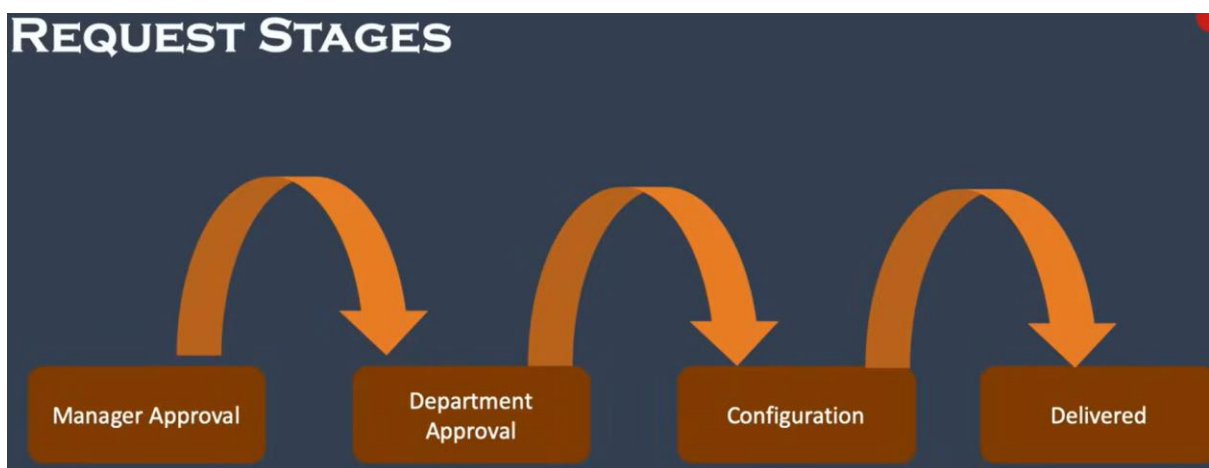 REQUEST STAGES
Manager Approval
Department
Approval
Configuration
Delivered